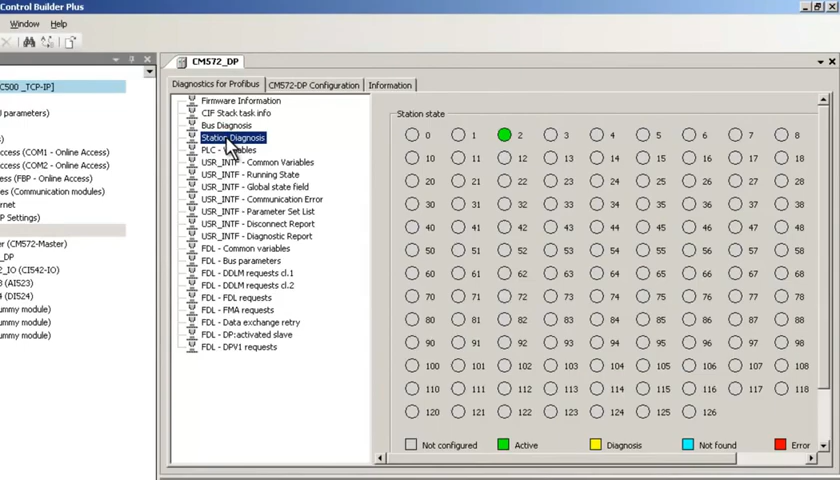 Control Builder Plus
Window Help
C500 _TCP-IP]
J parameters)
s)
ccess (COM1 - Online Access)
ccess (COM2 - Online Access)
ess (FBP - Online Access)
es (Communication modules)
rnet
P Settings)
er (CM572-Master)
_DP
2_IO (CI542-IO)
3 (AI523)
4 (DI524)
ummy module)
ummy module)
ummy module)
CM572_DP
Diagnostics for Profibus CM572-DP Configuration Information
Firmware Information
CIF Stack task info
Bus Diagnosis
Station Diagnosis
PLC - Variables
USR_INTF - Common Variables
USR_INTF - Running State
USR_INTF - Global state field
USR_INTF - Communication Error
USR_INTF - Parameter Set List
USR_INTF - Disconnect Report
USR_INTF - Diagnostic Report
FDL - Common variables
FDL - Bus parameters
FDL - DDLM requests cl.1
FDL - DDLM requests cl.2
FDL - FDL requests
FDL - FMA requests
FDL - Data exchange retry
FDL - DP:activated slave
FDL - DPV1 requests
Station state
0 1 2 3 4 5 6 7 8
10 11 12 13 14 15 16 17 18
20 21 22 23 24 25 26 27 28
30 31 32 33 34 35 36 37 38
40 41 42 43 44 45 46 47 48
50 51 52 53 54 55 56 57 58
60 61 62 63 64 65 66 67 68
70 71 72 73 74 75 76 77 78
80 81 82 83 84 85 86 87 88
90 91 92 93 94 95 96 97 98
100 101 102 103 104 105 106 107 108
110 111 112 113 114 115 116 117 118
120 121 122 123 124 125 126
Not configured Active Diagnosis Not found Error